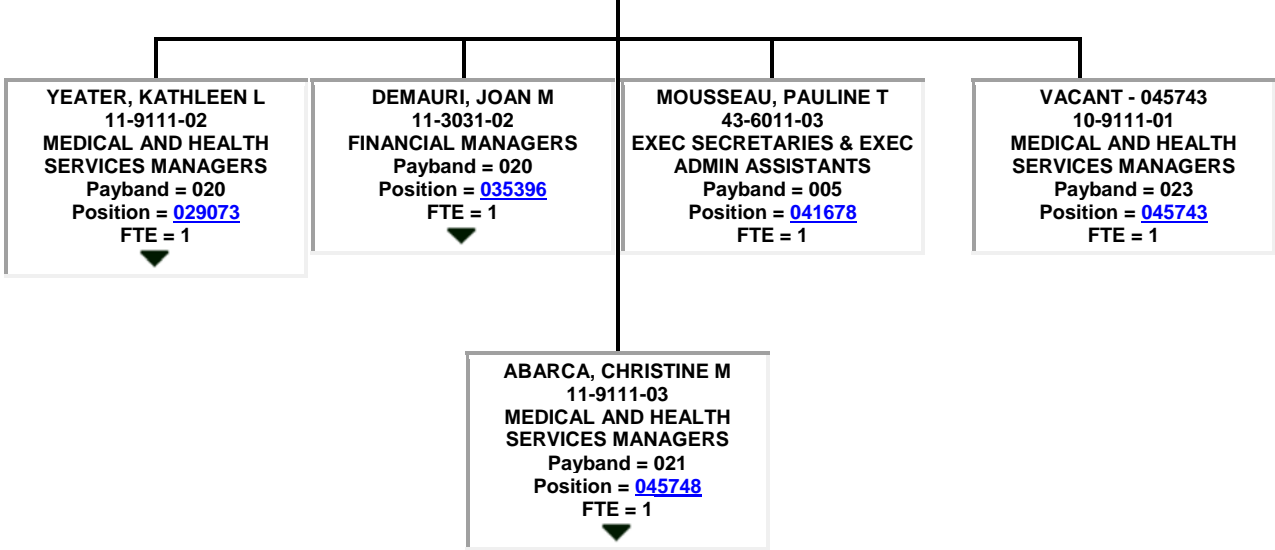 YEATER, KATHLEEN L
11-9111-02
MEDICAL AND HEALTH
SERVICES MANAGERS
Payband = 020
Position = 029073
FTE = 1
DEMAURI, JOAN M
11-3031-02
FINANCIAL MANAGERS
Payband = 020
Position = 035396
FTE = 1
MOUSSEAU, PAULINE T
43-6011-03
EXEC SECRETARIES & EXEC
ADMIN ASSISTANTS
Payband = 005
Position = 041678
FTE = 1
VACANT - 045743
10-9111-01
MEDICAL AND HEALTH
SERVICES MANAGERS
Payband = 023
Position = 045743
FTE = 1
ABARCA, CHRISTINE M
11-9111-03
MEDICAL AND HEALTH
SERVICES MANAGERS
Payband = 021
Position = 045748
FTE = 1